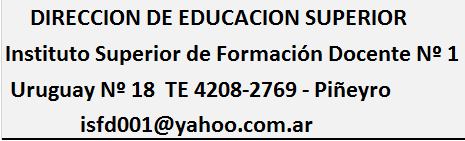 DIRECCION DE EDUCACION SUPERIOR
Instituto Superior de Formación Docente Nº 1
Uruguay Nº 18 TE 4208-2769 - Piñeyro
isfd001@yahoo.com.ar